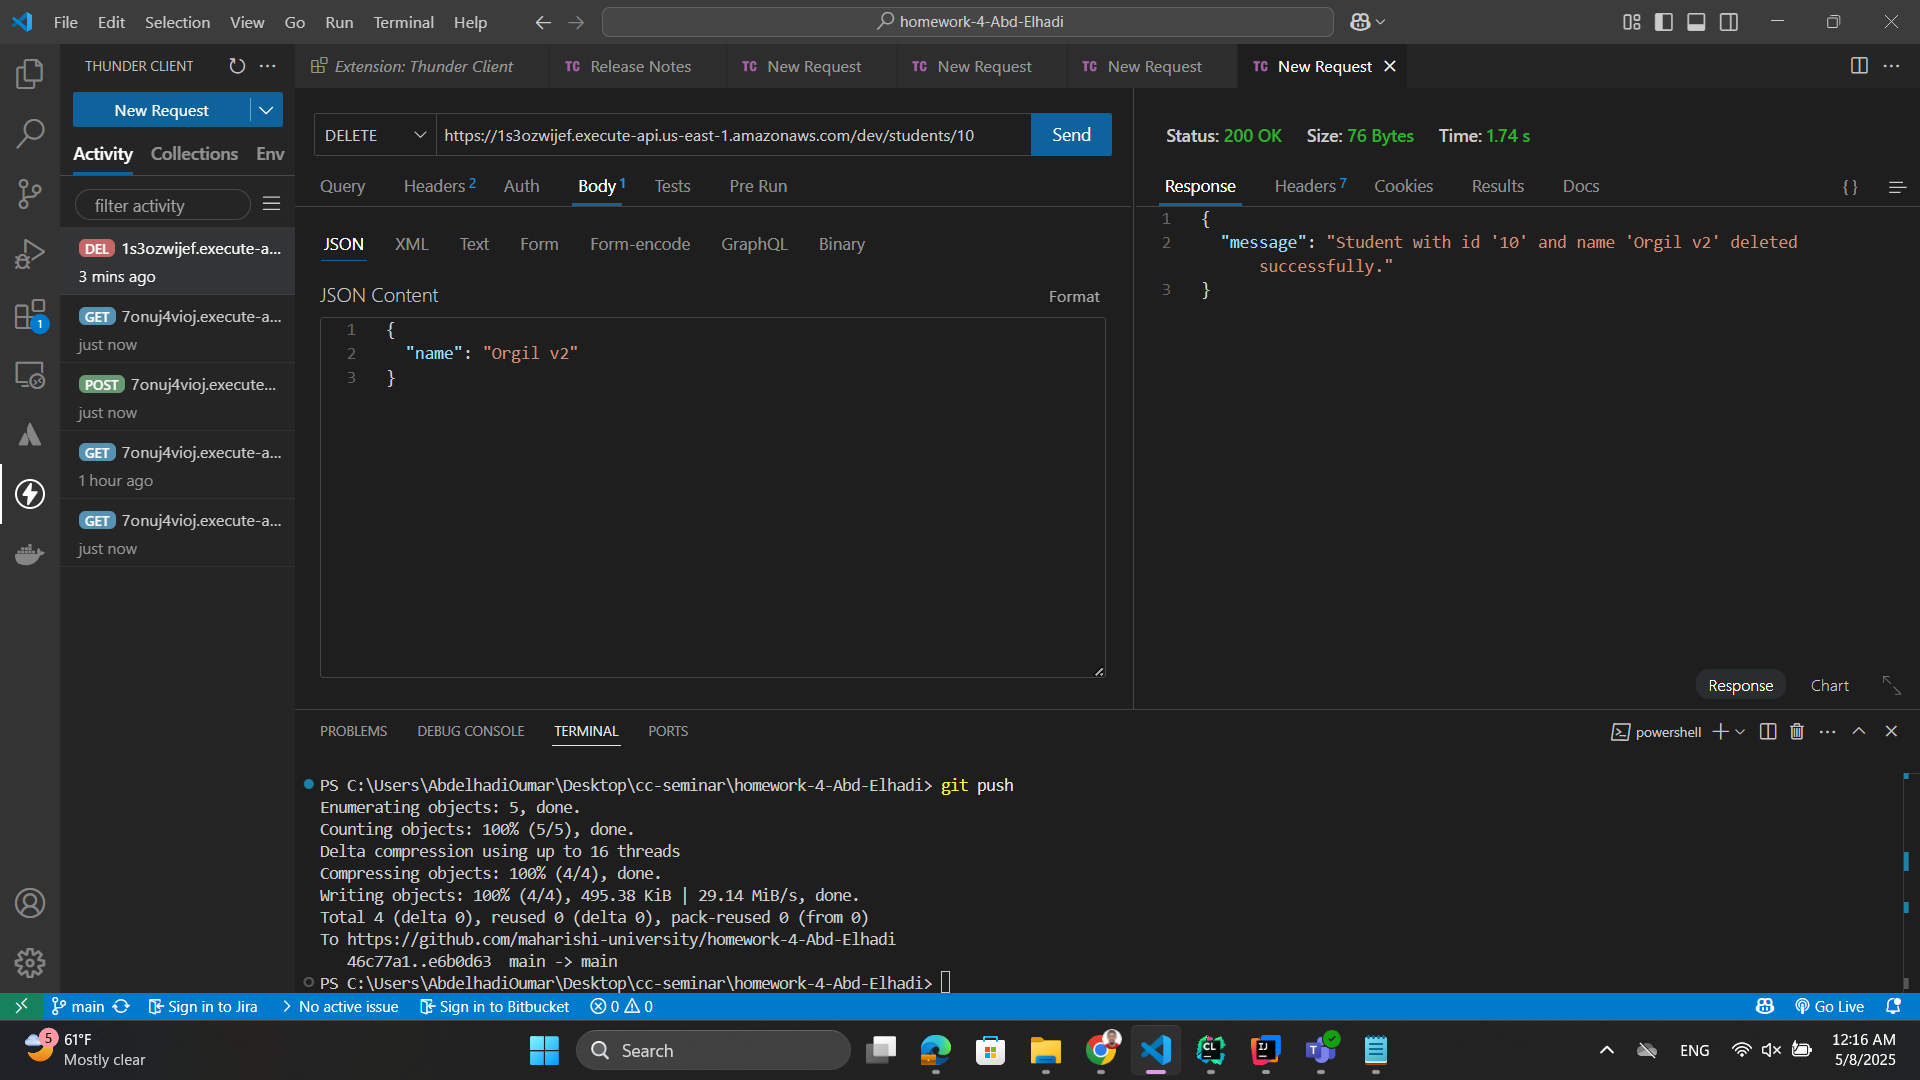 File Edit Selection View Go Run Terminal Help
homework-4-Abd-Elhadi
THUNDER CLIENT
New Request
Activity Collections Env
filter activity
DEL 1s3ozwijef.execute-a...
3 mins ago
GET 7onuj4vioj.execute-a...
just now
POST 7onuj4vioj.execute...
just now
GET 7onuj4vioj.execute-a...
1 hour ago
GET 7onuj4vioj.execute-a...
just now
1
Extension: Thunder Client
TC Release Notes
TC New Request
TC New Request
TC New Request
TC New Request
DELETE https://1s3ozwijef.execute-api.us-east-1.amazonaws.com/dev/students/10 Send
Query Headers 2 Auth Body 1 Tests Pre Run
JSON XML Text Form Form-encode GraphQL Binary
JSON Content
Format
1 {
2 "name": "Orgil v2"
3 }
Status: 200 OK Size: 76 Bytes Time: 1.74 s
Response Headers 7 Cookies Results Docs { }
1 {
2 "message": "Student with id '10' and name 'Orgil v2' deleted
successfully."
3 }
Response Chart
PROBLEMS DEBUG CONSOLE TERMINAL PORTS
powershell
PS C:\Users\AbdelhadiOumar\Desktop\cc-seminar\homework-4-Abd-Elhadi> git push
Enumerating objects: 5, done.
Counting objects: 100% (5/5), done.
Delta compression using up to 16 threads
Compressing objects: 100% (4/4), done.
Writing objects: 100% (4/4), 495.38 KiB | 29.14 MiB/s, done.
Total 4 (delta 0), reused 0 (delta 0), pack-reused 0 (from 0)
To https://github.com/maharishi-university/homework-4-Abd-Elhadi
46c77a1..e6b0d63 main -> main
PS C:\Users\AbdelhadiOumar\Desktop\cc-seminar\homework-4-Abd-Elhadi>
main Sign in to Jira No active issue Sign in to Bitbucket 0 0
Go Live
5
61°F
Mostly clear
Search
CL
IJ
T
ENG
12:16 AM
5/8/2025